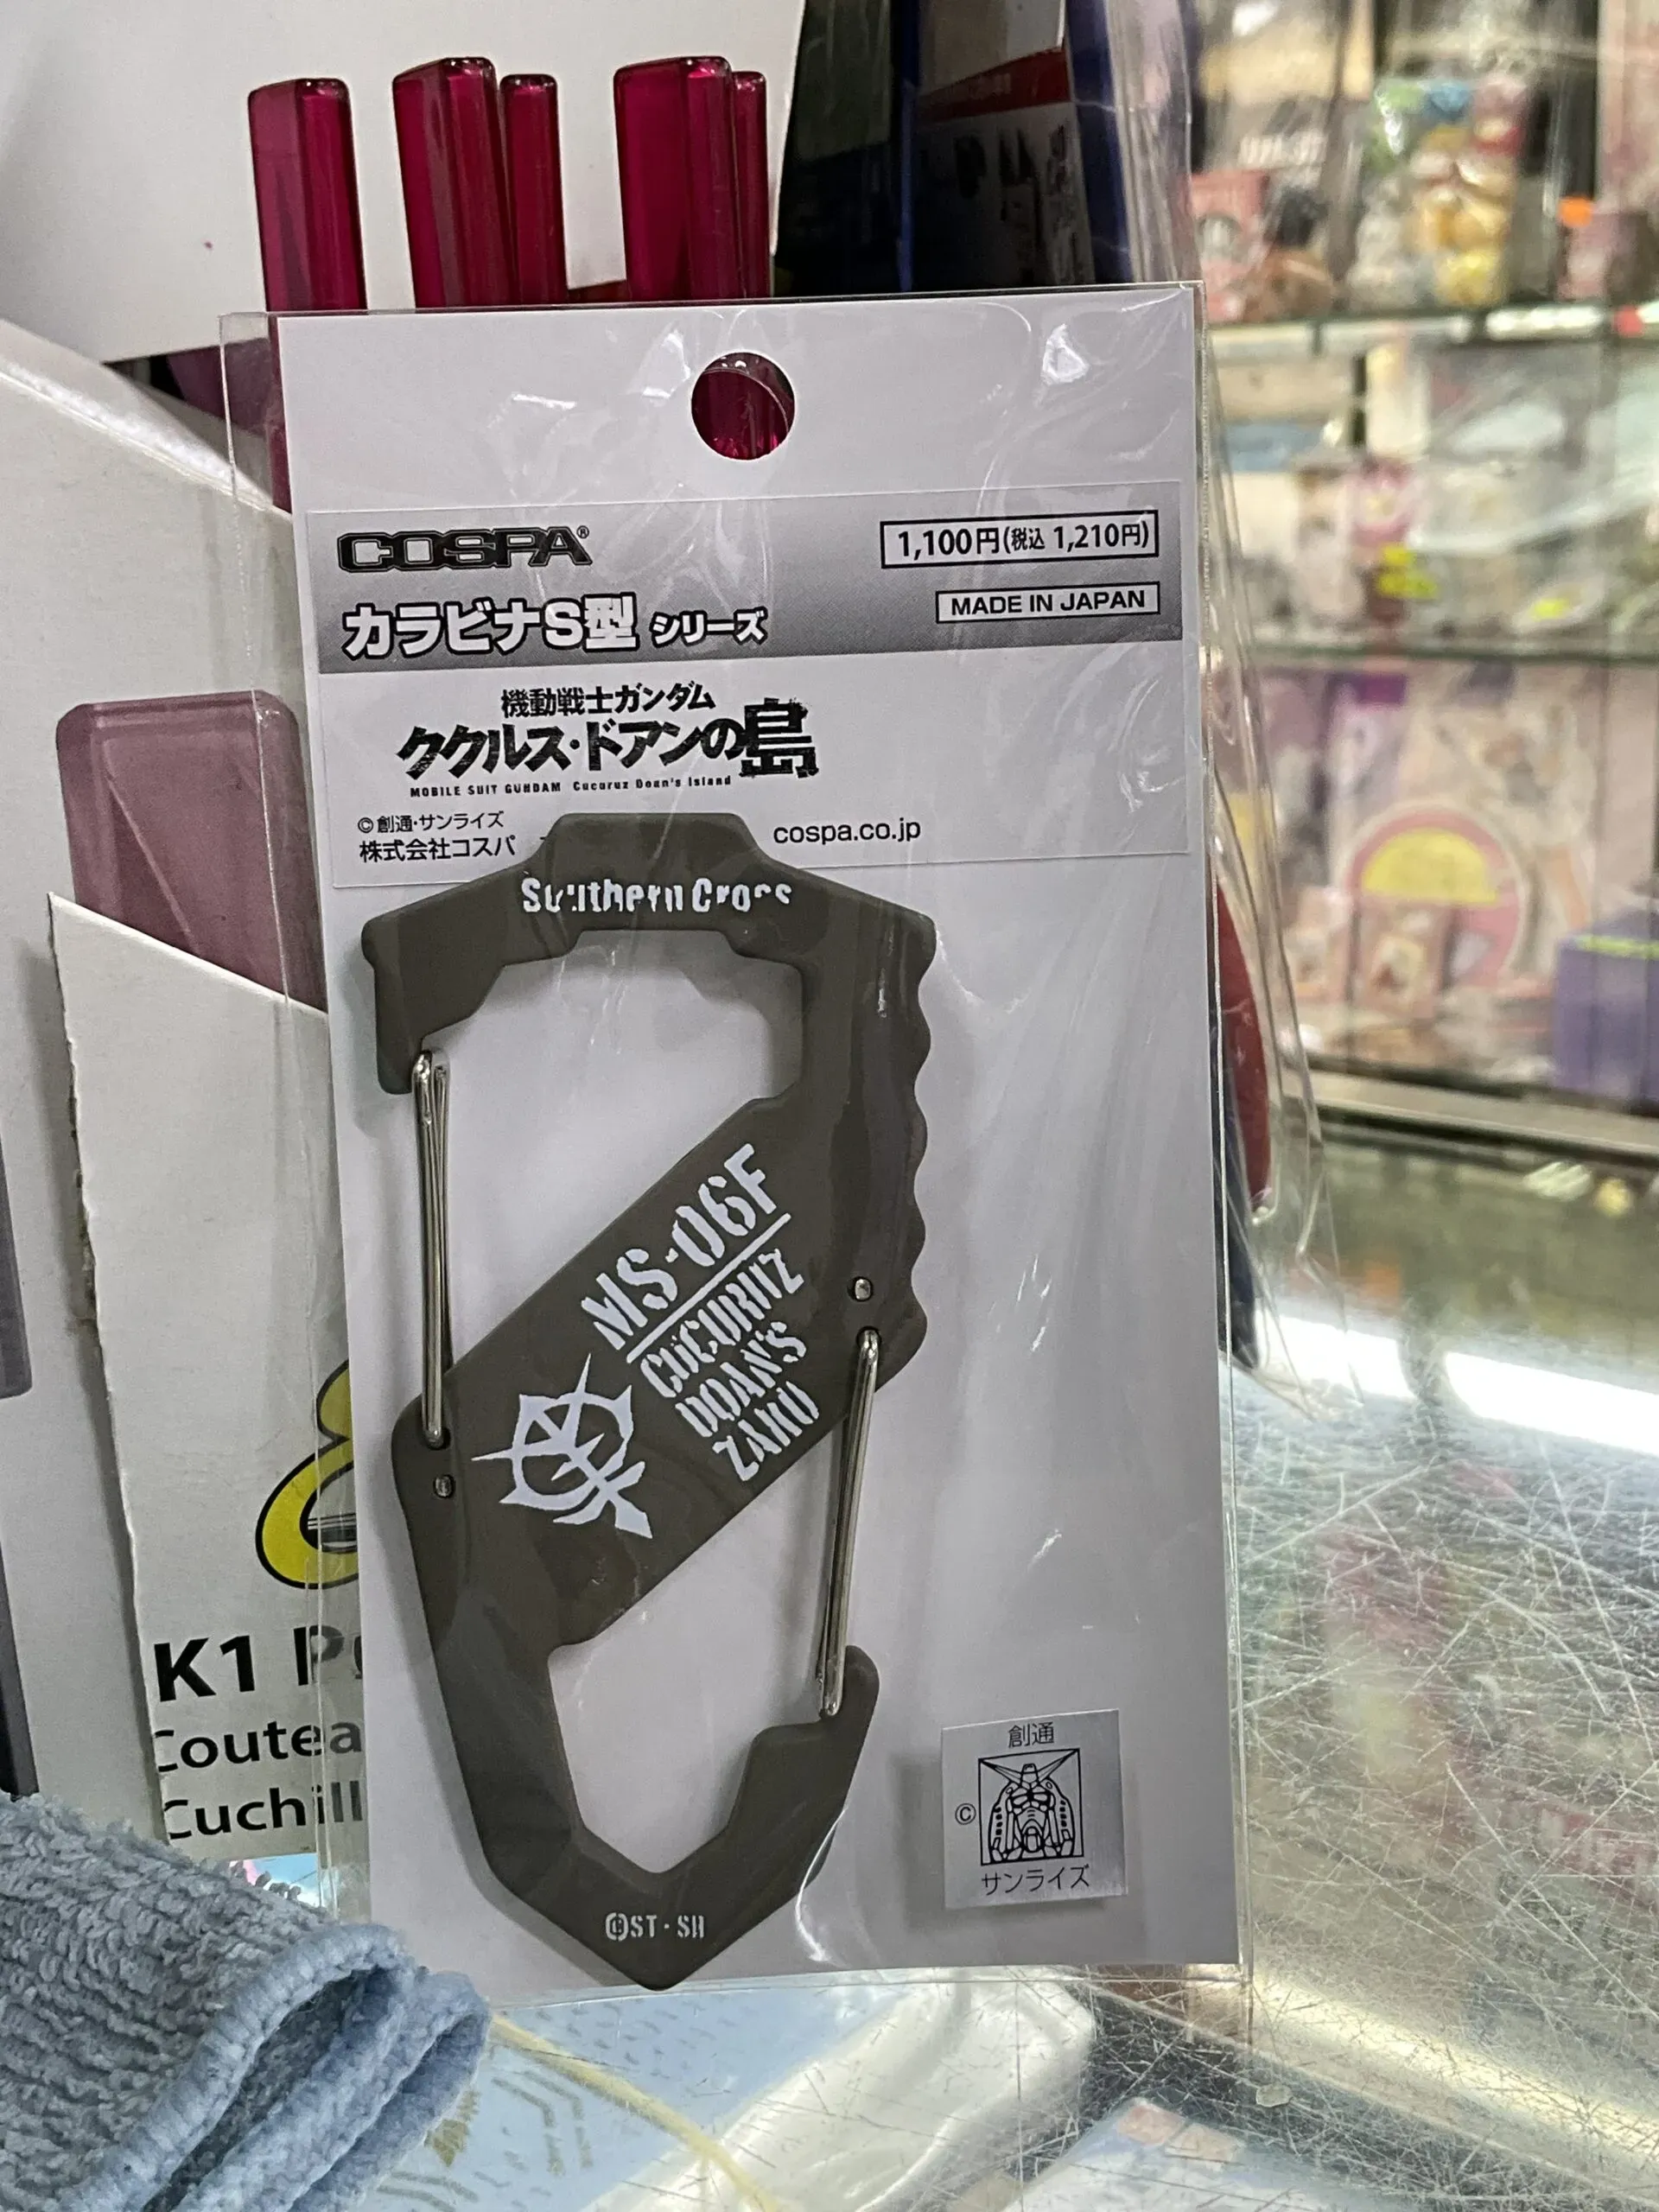 COSPA®
1,100円(税込 1,210円)
MADE IN JAPAN
カラビナS型 シリーズ
機動戦士ガンダム
ククルス・ドアンの島
MOBILE SUIT GUNDAM Cucuruz Doan's Island
©創通・サンライズ
株式会社コスパ
cospa.co.jp
Southern Cross
MS-06F
CUCURUZ
DOAN'S
ZAKU
©ST・SH
創通
©
サンライズ
K1
Coutea
Cuchill